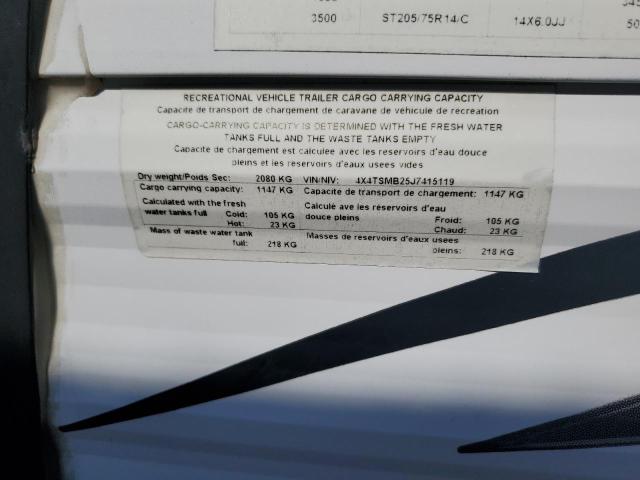 3500 ST205/75R14/C 14X6.0JJ 50
RECREATIONAL VEHICLE TRAILER CARGO CARRYING CAPACITY
Capacite de transport de chargement de caravane de vehicule de recreation
CARGO-CARRYING CAPACITY IS DETERMINED WITH THE FRESH WATER
TANKS FULL AND THE WASTE TANKS EMPTY
Capacite de chargement est calculee avec les reservoirs d'eau douce
pleins et les reservoirs d'eaux usees vides
Dry weight/Poids Sec: 2080 KG VIN/NIV: 4X4TSMB25J7415119
Cargo carrying capacity: 1147 KG Capacite de transport de chargement: 1147 KG
Calculated with the fresh Calcule ave les reservoirs d'eau
water tanks full Cold: 105 KG douce pleins Froid: 105 KG
Hot: 23 KG Chaud: 23 KG
Mass of waste water tank Masses de reservoirs d'eaux usees
full: 218 KG pleins: 218 KG